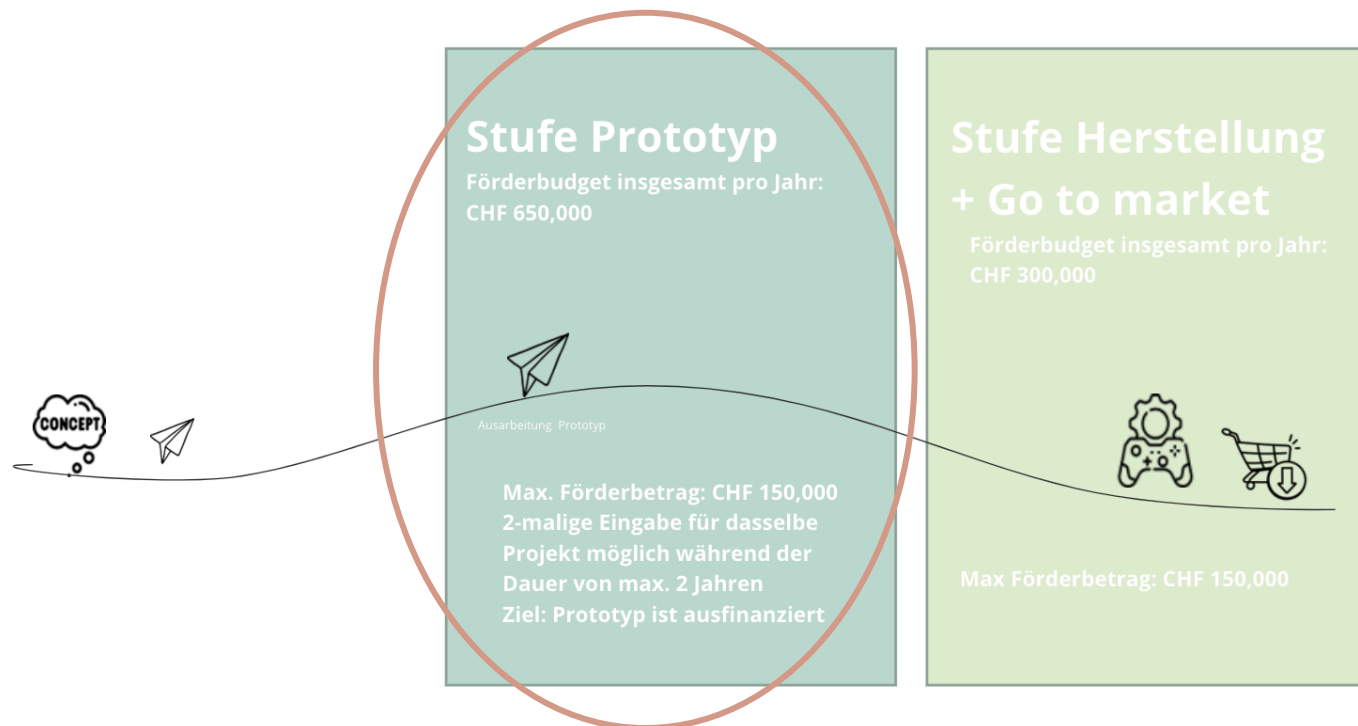 Stufe Prototyp
Förderbudget insgesamt pro Jahr:
CHF 650,000
CONCEPT
Ausarbeitung Prototyp
Max. Förderbetrag: CHF 150,000
2-malige Eingabe für dasselbe
Projekt möglich während der
Dauer von max. 2 Jahren
Ziel: Prototyp ist ausfinanziert
Stufe Herstellung
+ Go to market
Förderbudget insgesamt pro Jahr:
CHF 300,000
Max Förderbetrag: CHF 150,000